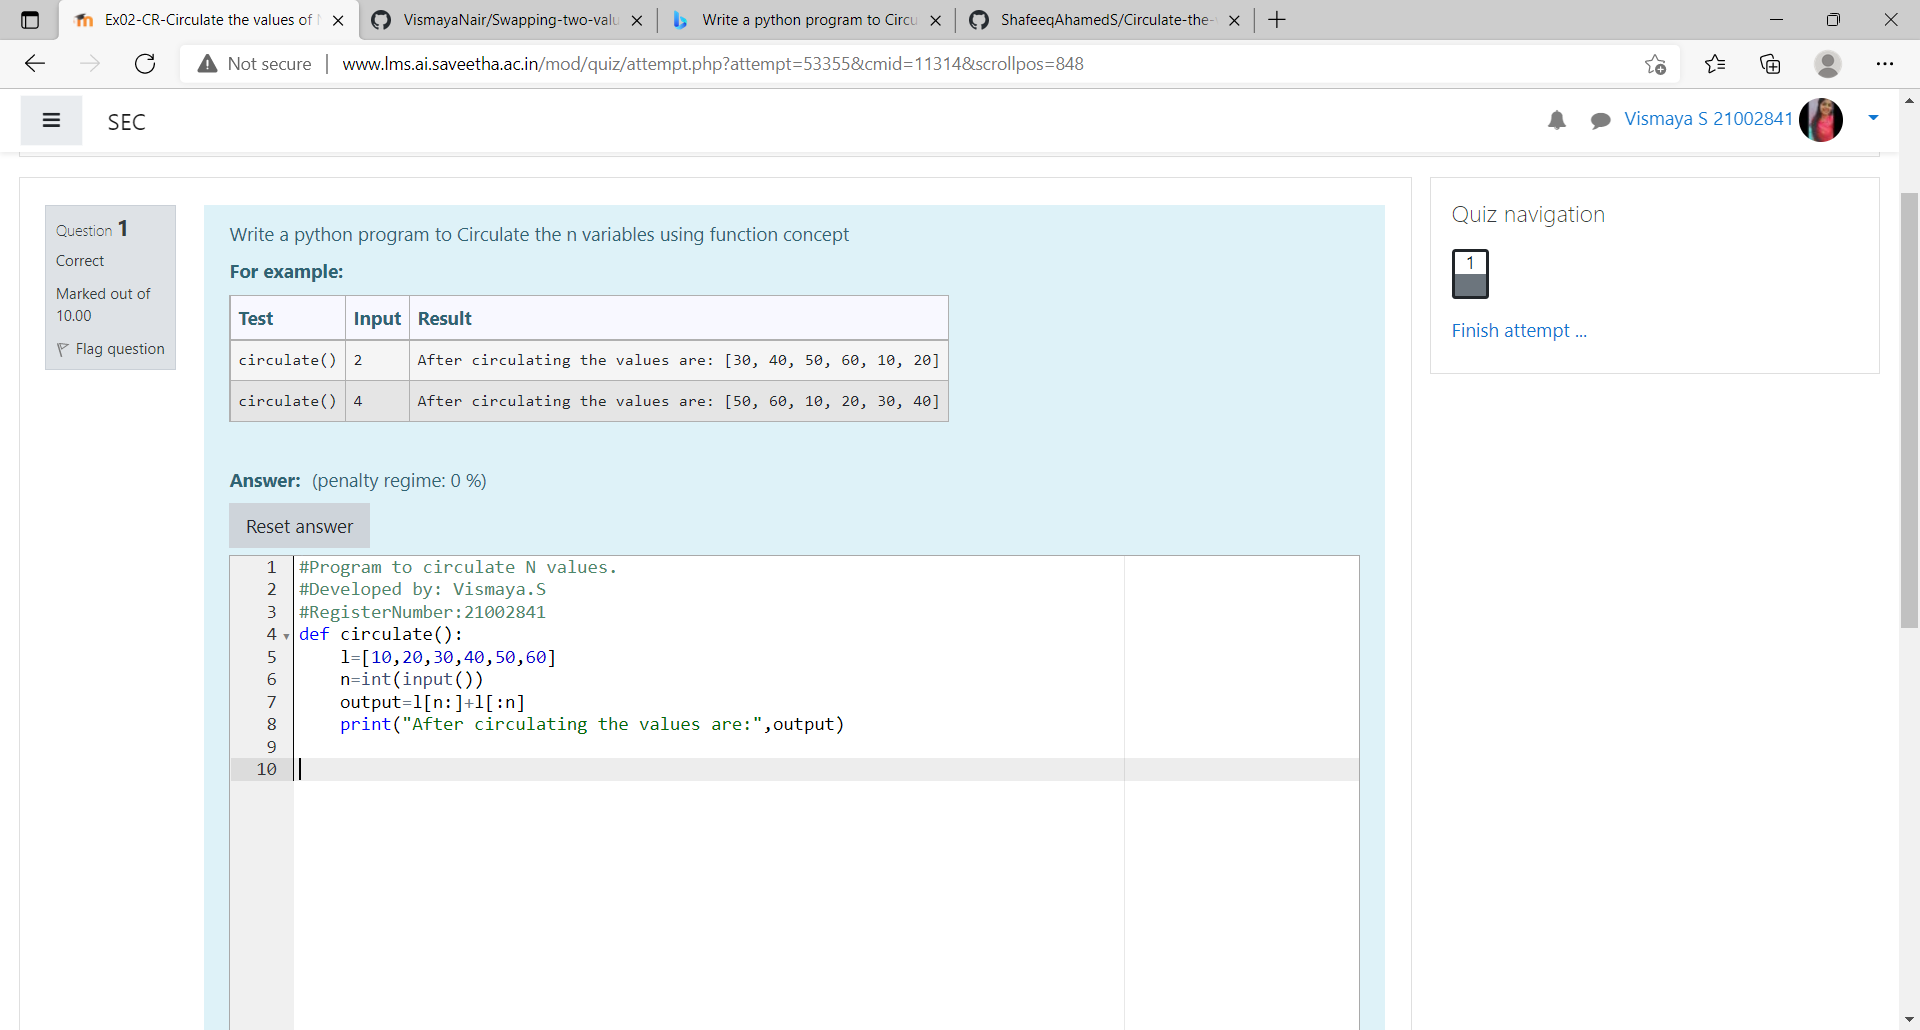 Ex02-CR-Circulate the values of
VismayaNair/Swapping-two-valu
Write a python program to Circu
ShafeeqAhamedS/Circulate-the-
Not secure
www.lms.ai.saveetha.ac.in/mod/quiz/attempt.php?attempt=53355&cmid=11314&scrollpos=848
SEC
Vismaya S 21002841
Question 1
Correct
Marked out of
10.00
Flag question
Write a python program to Circulate the n variables using function concept
For example:
Test Input Result
circulate() 2 After circulating the values are: [30, 40, 50, 60, 10, 20]
circulate() 4 After circulating the values are: [50, 60, 10, 20, 30, 40]
Answer: (penalty regime: 0 %)
Reset answer
1 #Program to circulate N values.
2 #Developed by: Vismaya.S
3 #RegisterNumber:21002841
4 def circulate():
5 l=[10,20,30,40,50,60]
6 n=int(input())
7 output=l[n:]+l[:n]
8 print("After circulating the values are:",output)
9
10
Quiz navigation
1
Finish attempt ...